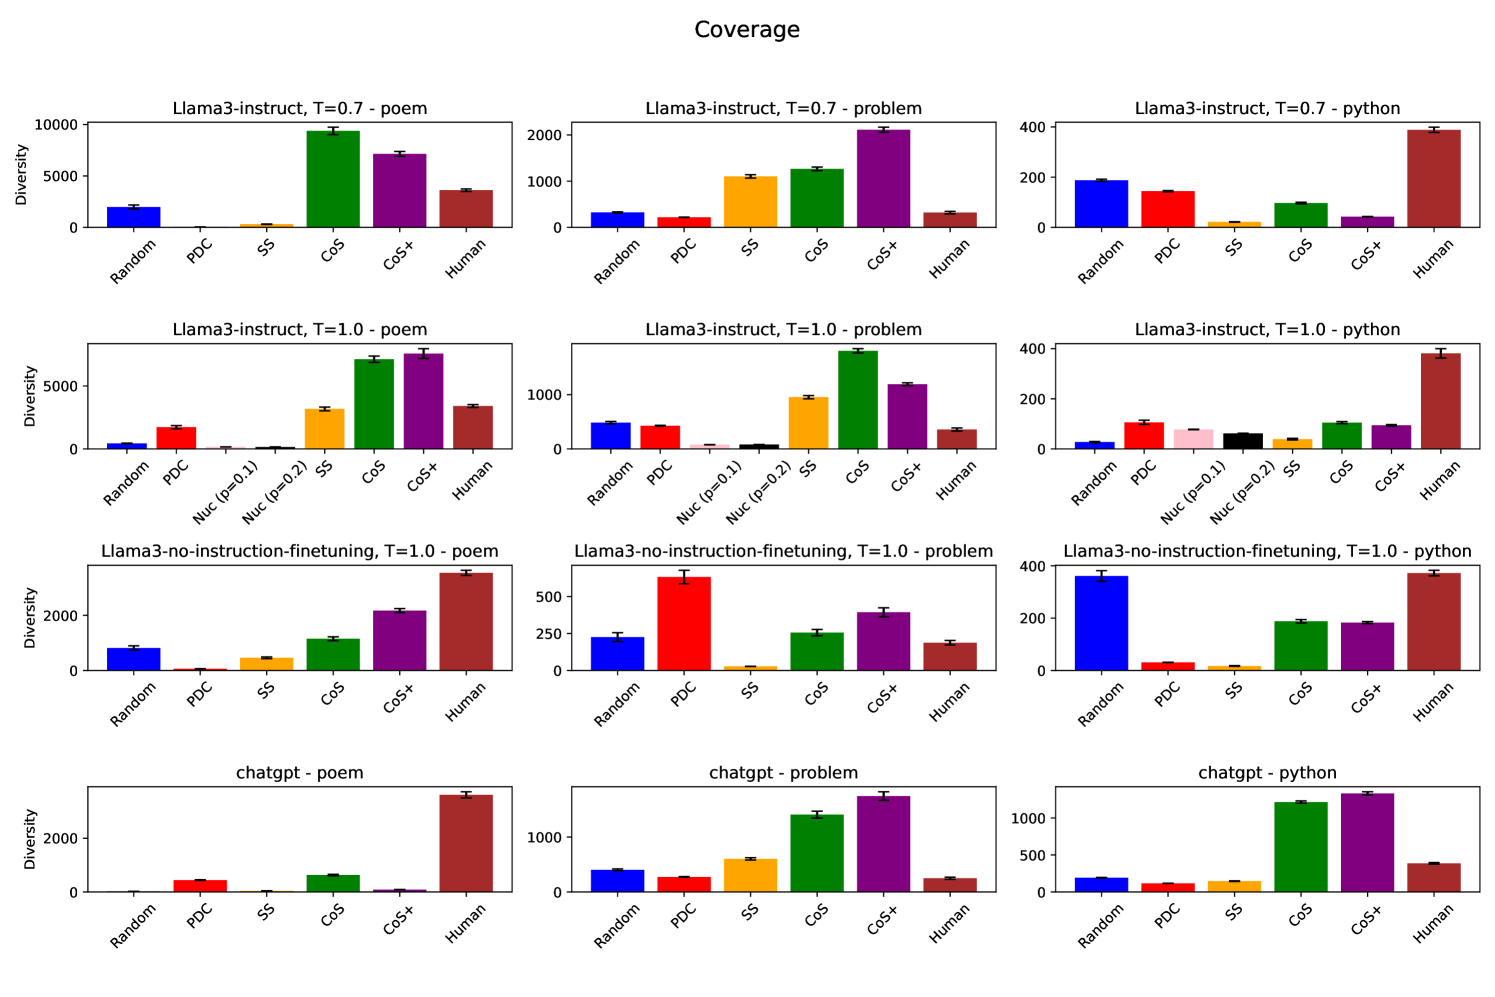 Coverage
Llama3-instruct, T=0.7 - poem
Diversity
10000
5000
0
Random PDC SS CoS CoS+ Human
Llama3-instruct, T=0.7 - problem
2000
1000
0
Random PDC SS CoS CoS+ Human
Llama3-instruct, T=0.7 - python
400
200
0
Random PDC SS CoS CoS+ Human
Llama3-instruct, T=1.0 - poem
Diversity
5000
0
Random PDC Nuc (p=0.1) Nuc (p=0.2) SS CoS CoS+ Human
Llama3-instruct, T=1.0 - problem
1000
0
Random PDC Nuc (p=0.1) Nuc (p=0.2) SS CoS CoS+ Human
Llama3-instruct, T=1.0 - python
400
200
0
Random PDC Nuc (p=0.1) Nuc (p=0.2) SS CoS CoS+ Human
Llama3-no-instruction-finetuning, T=1.0 - poem
Diversity
2000
0
Random PDC SS CoS CoS+ Human
Llama3-no-instruction-finetuning, T=1.0 - problem
500
250
0
Random PDC SS CoS CoS+ Human
Llama3-no-instruction-finetuning, T=1.0 - python
400
200
0
Random PDC SS CoS CoS+ Human
chatgpt - poem
Diversity
2000
0
Random PDC SS CoS CoS+ Human
chatgpt - problem
1000
0
Random PDC SS CoS CoS+ Human
chatgpt - python
1000
500
0
Random PDC SS CoS CoS+ Human